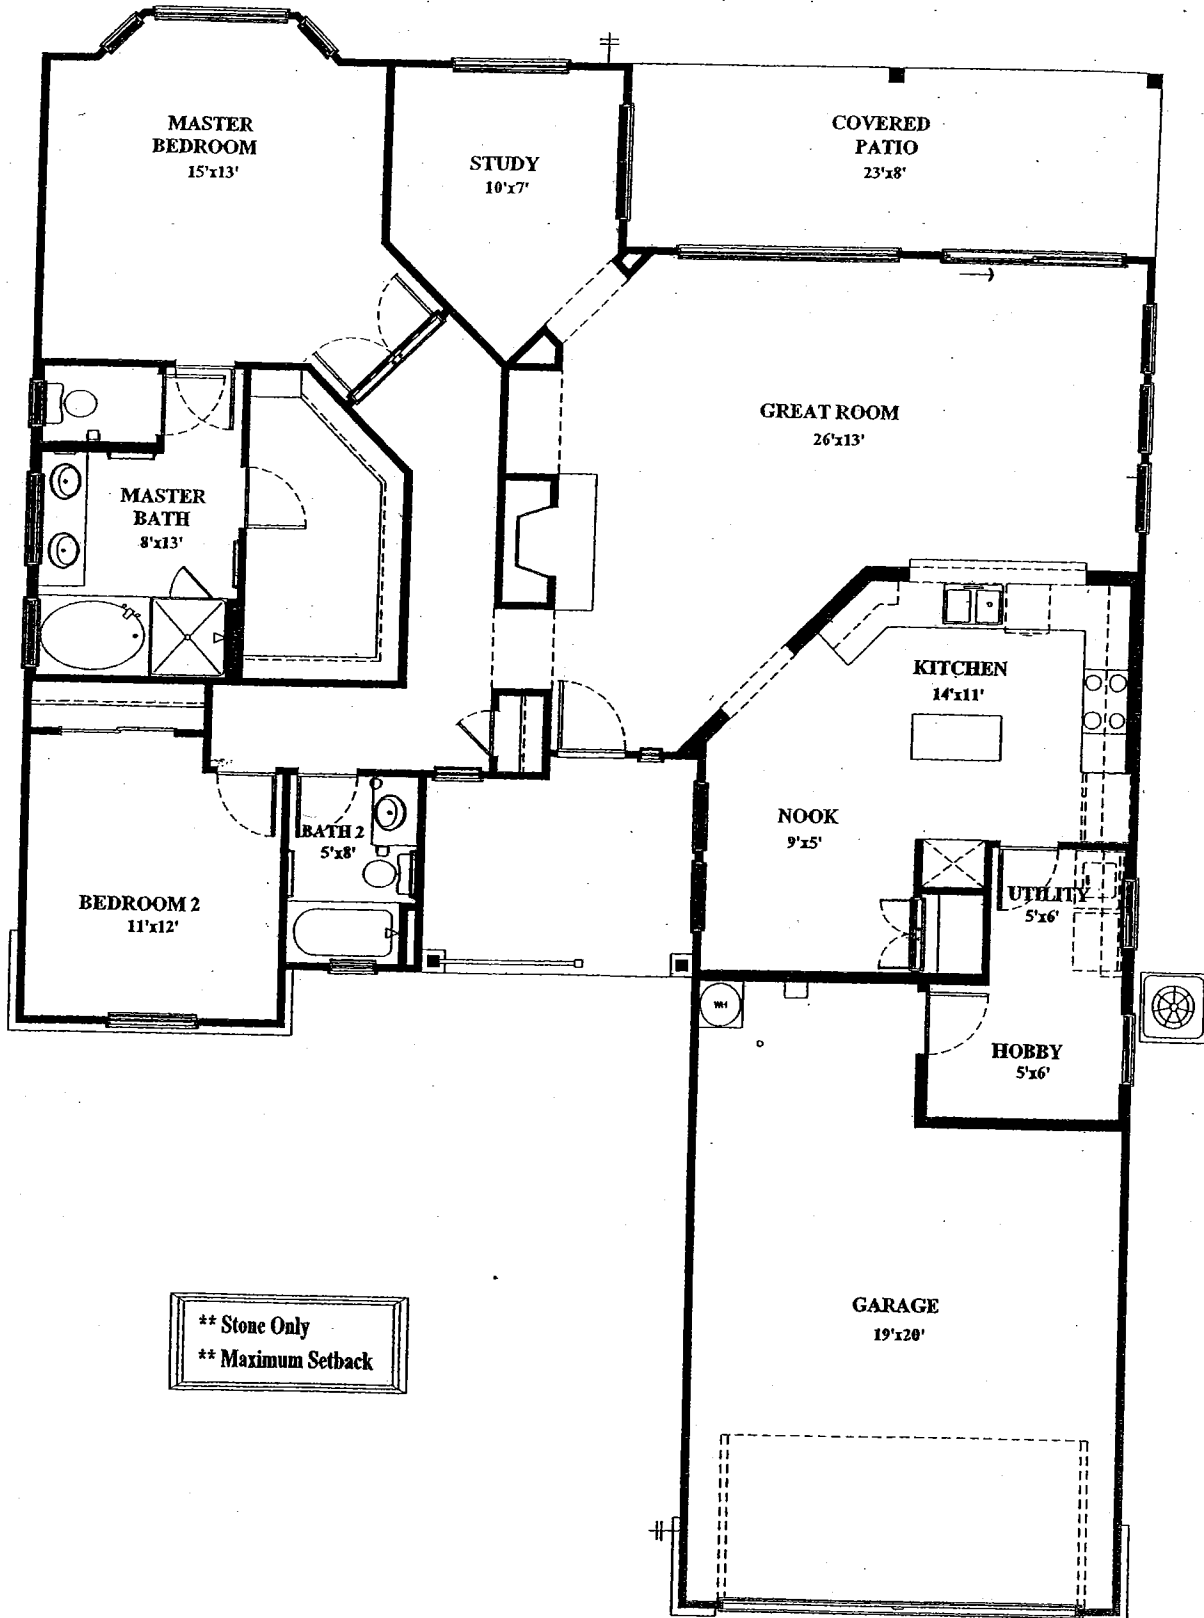 MASTER
BEDROOM
15'x13'
STUDY
10'x7'
COVERED
PATIO
23'x8'
GREAT ROOM
26'x13'
MASTER
BATH
8'x13'
KITCHEN
14'x11'
NOOK
9'x5'
BATH 2
5'x8'
BEDROOM 2
11'x12'
UTILITY
5'x6'
WH
HOBBY
5'x6'
GARAGE
19'x20'
** Stone Only
** Maximum Setback